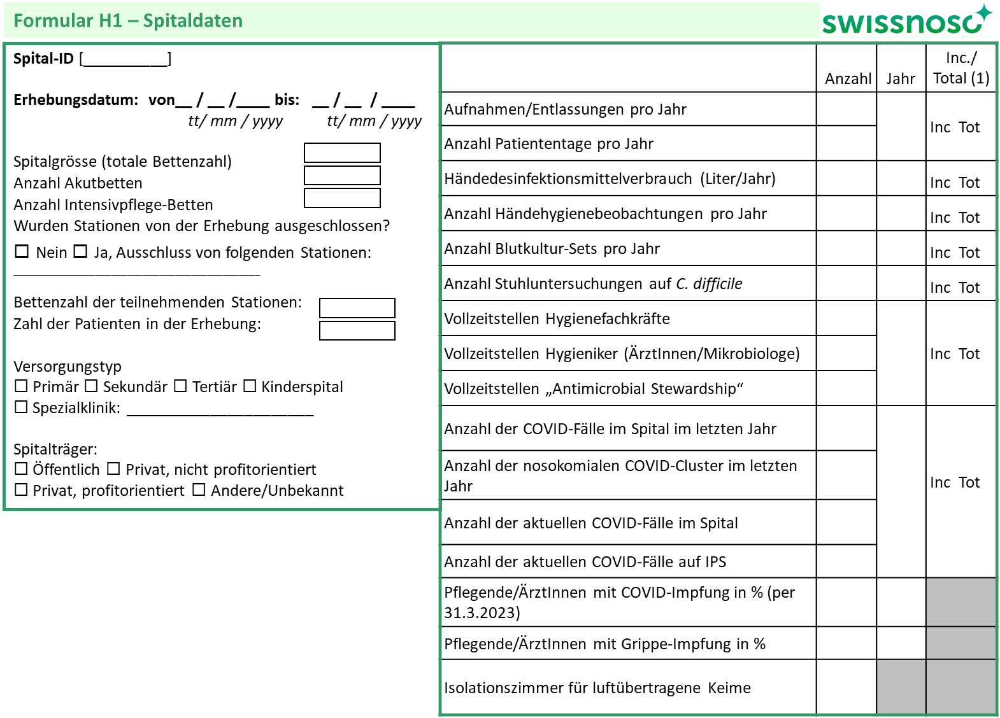 Formular H1 – Spitaldaten
swissnoso
Spital-ID [__________]
Erhebungsdatum: von__ / __ /____ bis: __ / __ / ____
tt/ mm / yyyy tt/ mm / yyyy
Spitalgrösse (totale Bettenzahl)
Anzahl Akutbetten
Anzahl Intensivpflege-Betten
Wurden Stationen von der Erhebung ausgeschlossen?
☐ Nein ☐ Ja, Ausschluss von folgenden Stationen:
______________________________
Bettenzahl der teilnehmenden Stationen:
Zahl der Patienten in der Erhebung:
Versorgungstyp
☐ Primär ☐ Sekundär ☐ Tertiär ☐ Kinderspital
☐ Spezialklinik: ______________________
Spitalträger:
☐ Öffentlich ☐ Privat, nicht profitorientiert
☐ Privat, profitorientiert ☐ Andere/Unbekannt
Anzahl Jahr Inc./
Total (1)
Aufnahmen/Entlassungen pro Jahr
Inc Tot
Anzahl Patiententage pro Jahr
Händedesinfektionsmittelverbrauch (Liter/Jahr) Inc Tot
Anzahl Händehygienebeobachtungen pro Jahr Inc Tot
Anzahl Blutkultur-Sets pro Jahr Inc Tot
Anzahl Stuhluntersuchungen auf C. difficile Inc Tot
Vollzeitstellen Hygienefachkräfte
Vollzeitstellen Hygieniker (ÄrztInnen/Mikrobiologe) Inc Tot
Vollzeitstellen „Antimicrobial Stewardship“
Anzahl der COVID-Fälle im Spital im letzten Jahr
Anzahl der nosokomialen COVID-Cluster im letzten
Jahr
Inc Tot
Anzahl der aktuellen COVID-Fälle im Spital
Anzahl der aktuellen COVID-Fälle auf IPS
Pflegende/ÄrztInnen mit COVID-Impfung in % (per
31.3.2023)
Pflegende/ÄrztInnen mit Grippe-Impfung in %
Isolationszimmer für luftübertragene Keime